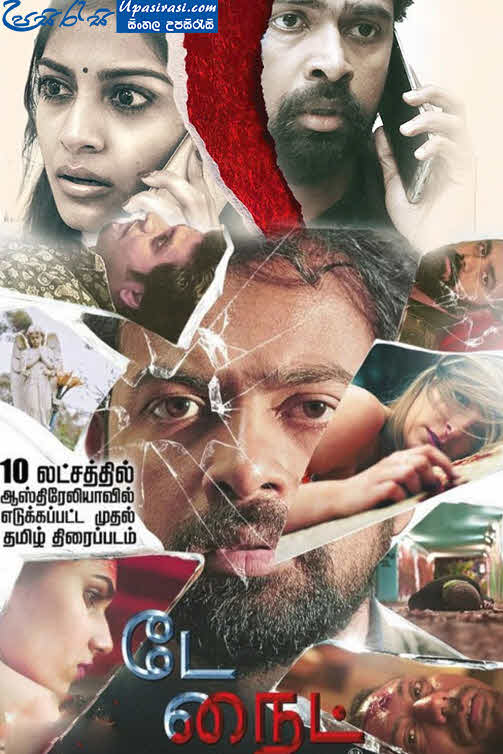 උපසිරැසි
Upasirasi.com
සිංහල උපසිරැසි
10 லட்சத்தில்
ஆஸ்திரேலியாவில்
எடுக்கப்பட்ட முதல்
தமிழ் திரைப்படம்
டே
நைட்